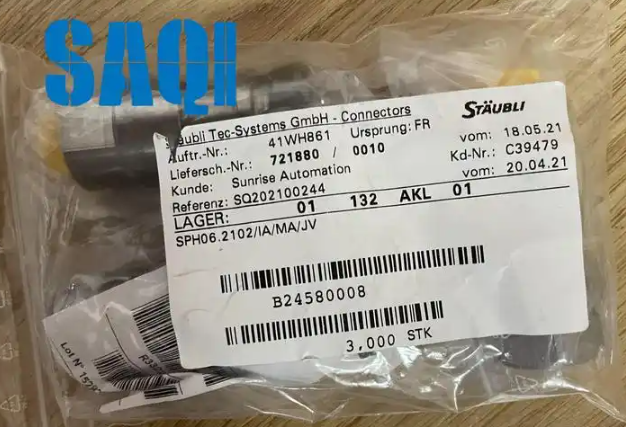 SAQI
Stäubli Tec-Systems GmbH - Connectors
STÄUBLI
Auftr.-Nr.: 41WH861 Ursprung: FR vom: 18.05.21
Liefersch.-Nr.: 721880 / 0010 Kd-Nr.: C39479
Kunde: Sunrise Automation vom: 20.04.21
Referenz: SQ202100244
LAGER: 01 132 AKL 01
SPH06.2102/IA/MA/JV
B24580008
3,000 STK
Lot N°